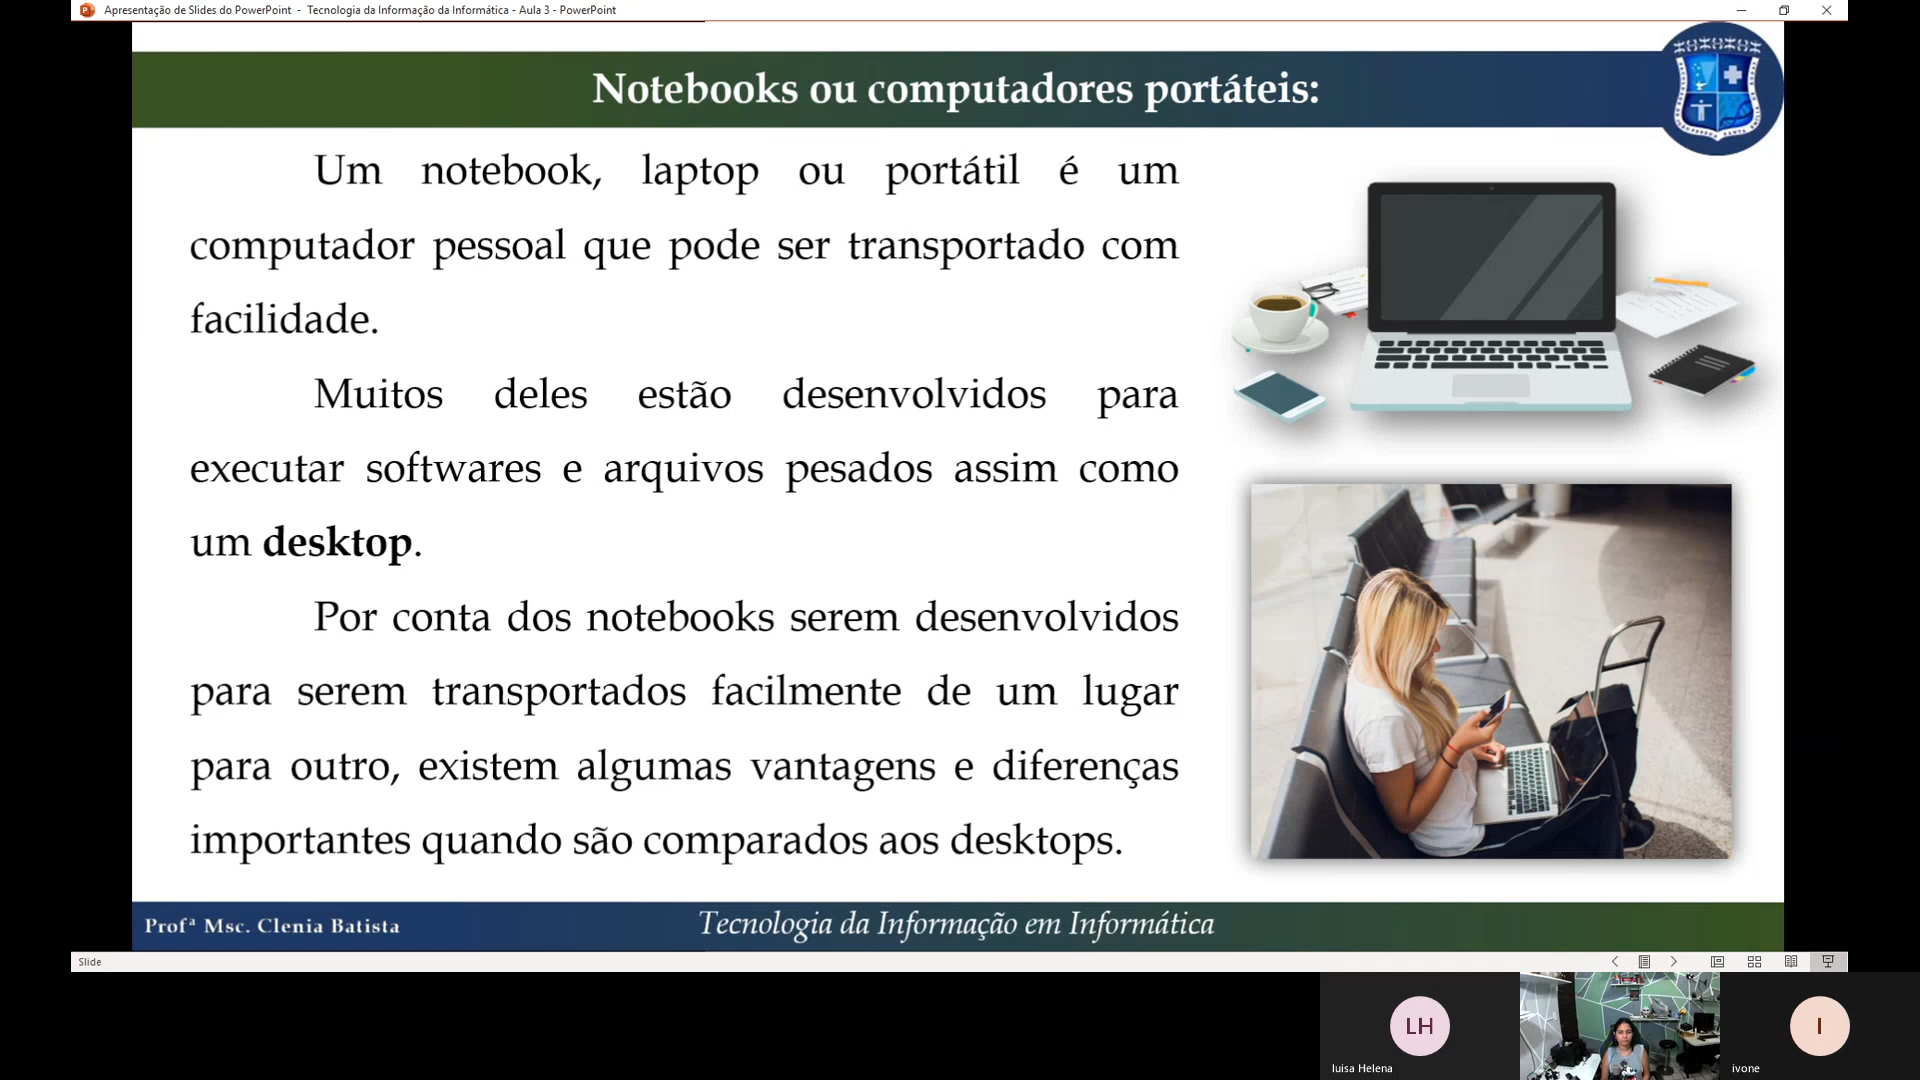 Apresentação de Slides do PowerPoint - Tecnologia da Informação da Informática - Aula 3 - PowerPoint
Notebooks ou computadores portáteis:
Um notebook, laptop ou portátil é um
computador pessoal que pode ser transportado com
facilidade.
Muitos deles estão desenvolvidos para
executar softwares e arquivos pesados assim como
um desktop.
Por conta dos notebooks serem desenvolvidos
para serem transportados facilmente de um lugar
para outro, existem algumas vantagens e diferenças
importantes quando são comparados aos desktops.
Profª Msc. Clenia Batista
Tecnologia da Informação em Informática
Slide
LH
luisa Helena
I
ivone